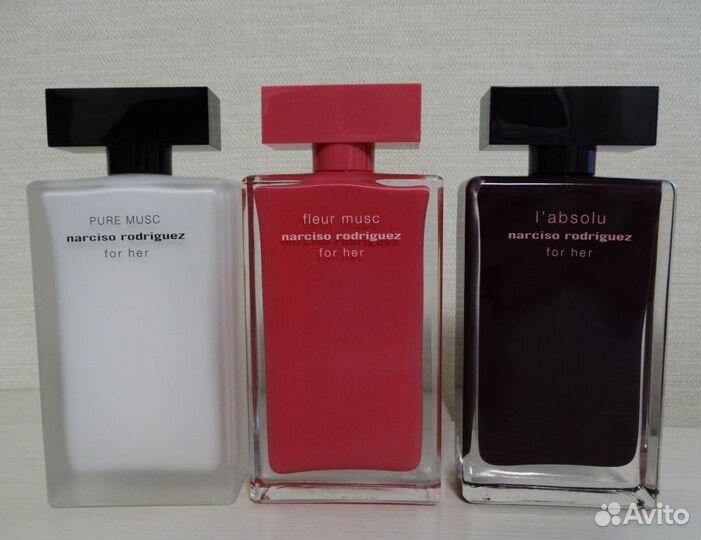 PURE MUSC
narciso rodriguez
for her
fleur musc
narciso rodriguez
for her
l'absolu
narciso rodriguez
for her
Avito